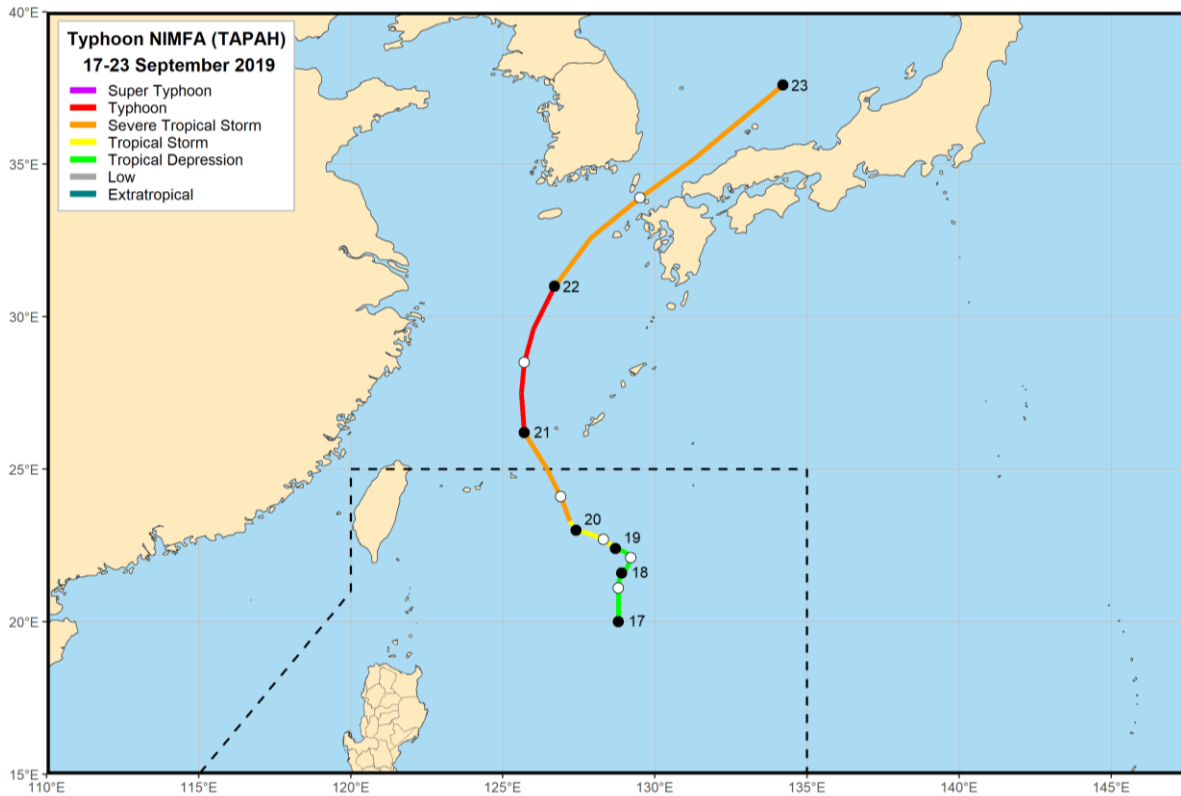 Typhoon NIMFA (TAPAH)
17-23 September 2019
Super Typhoon
Typhoon
Severe Tropical Storm
Tropical Storm
Tropical Depression
Low
Extratropical
40°E
35°E
30°E
25°E
20°E
15°E
23
22
21
20
19
18
17
110°E
115°E
120°E
125°E
130°E
135°E
140°E
145°E